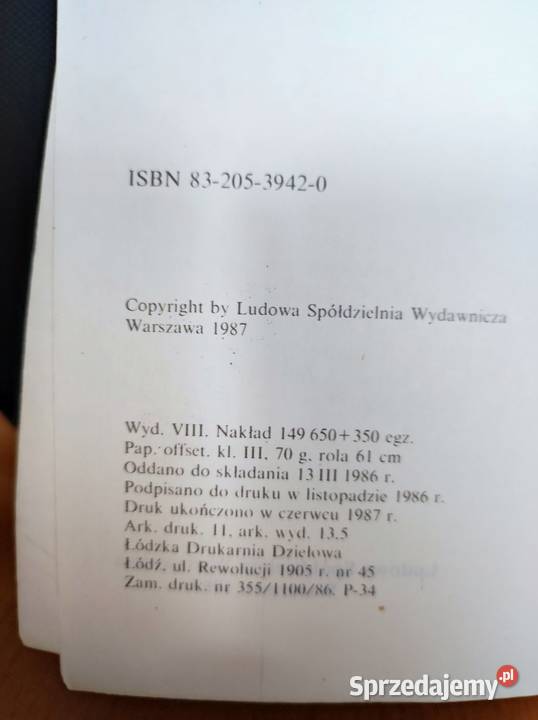 ISBN 83-205-3942-0
Copyright by Ludowa Spółdzielnia Wydawnicza
Warszawa 1987
Wyd. VIII. Nakład 149 650+350 egz.
Pap. offset. kl. III, 70 g, rola 61 cm
Oddano do składania 13 III 1986 r.
Podpisano do druku w listopadzie 1986 r.
Druk ukończono w czerwcu 1987 r.
Ark. druk. 11, ark. wyd. 13,5
Łódzka Drukarnia Dziełowa
Łódź, ul. Rewolucji 1905 r. nr 45
Zam. druk. nr 355/1100/86. P-34
Sprzedajemy.pl